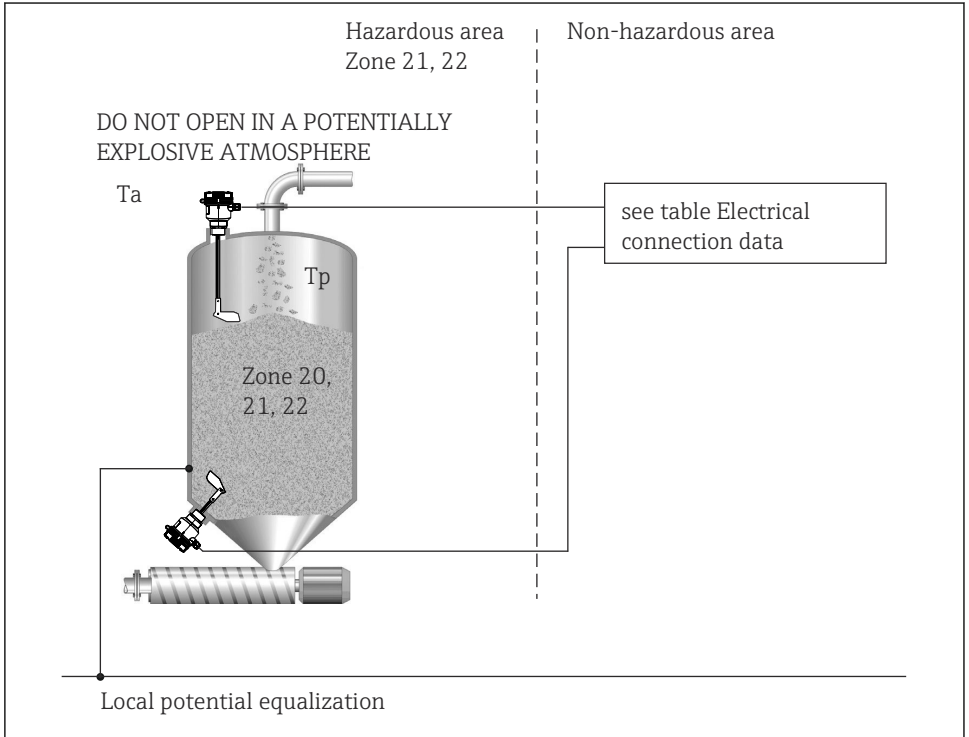 Hazardous area
Zone 21, 22
Non-hazardous area
DO NOT OPEN IN A POTENTIALLY
EXPLOSIVE ATMOSPHERE
Ta
see table Electrical
connection data
Tp
Zone 20,
21, 22
Local potential equalization